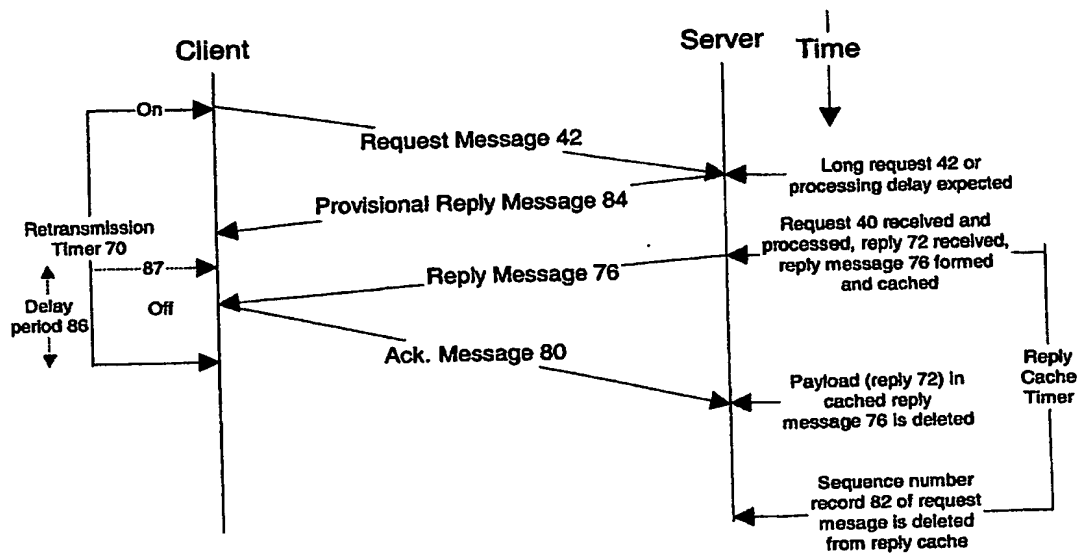 Client
Server
Time
On
Request Message 42
Long request 42 or
processing delay expected
Provisional Reply Message 84
Retransmission
Timer 70
Request 40 received and
processed, reply 72 received,
reply message 76 formed
and cached
87
Reply Message 76
Delay
period 86
Off
Ack. Message 80
Reply
Cache
Timer
Payload (reply 72) in
cached reply
message 76 is deleted
Sequence number
record 82 of request
mesage is deleted
from reply cache